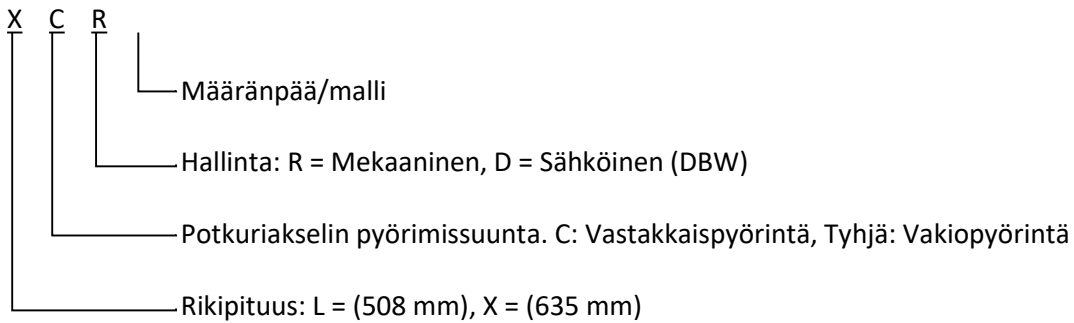 X C R
Määränpää/malli
Hallinta: R = Mekaaninen, D = Sähköinen (DBW)
Potkuriakselin pyörimissuunta. C: Vastakkaispyörintä, Tyhjä: Vakiopyörintä
Rikipituus: L = (508 mm), X = (635 mm)